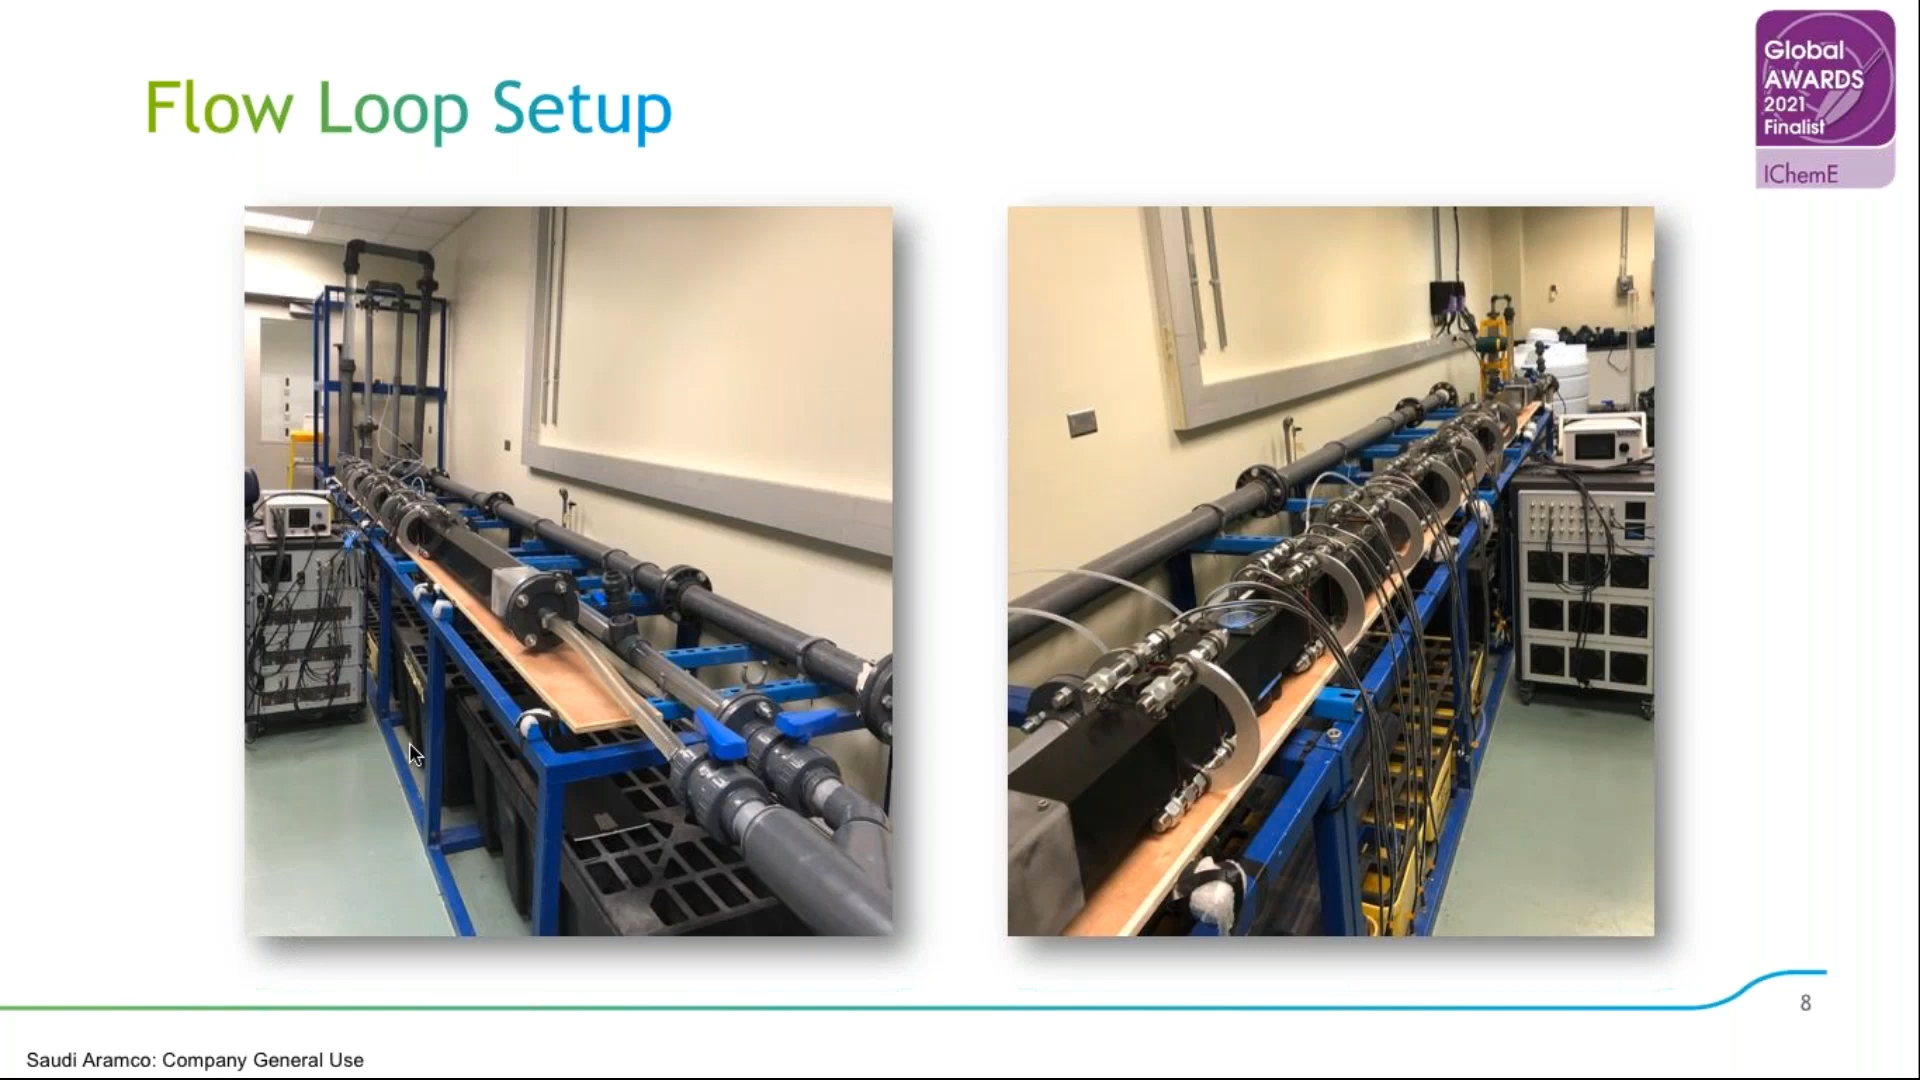 Flow Loop Setup
Global
AWARDS
2021
Finalist
IChemE
8
Saudi Aramco: Company General Use